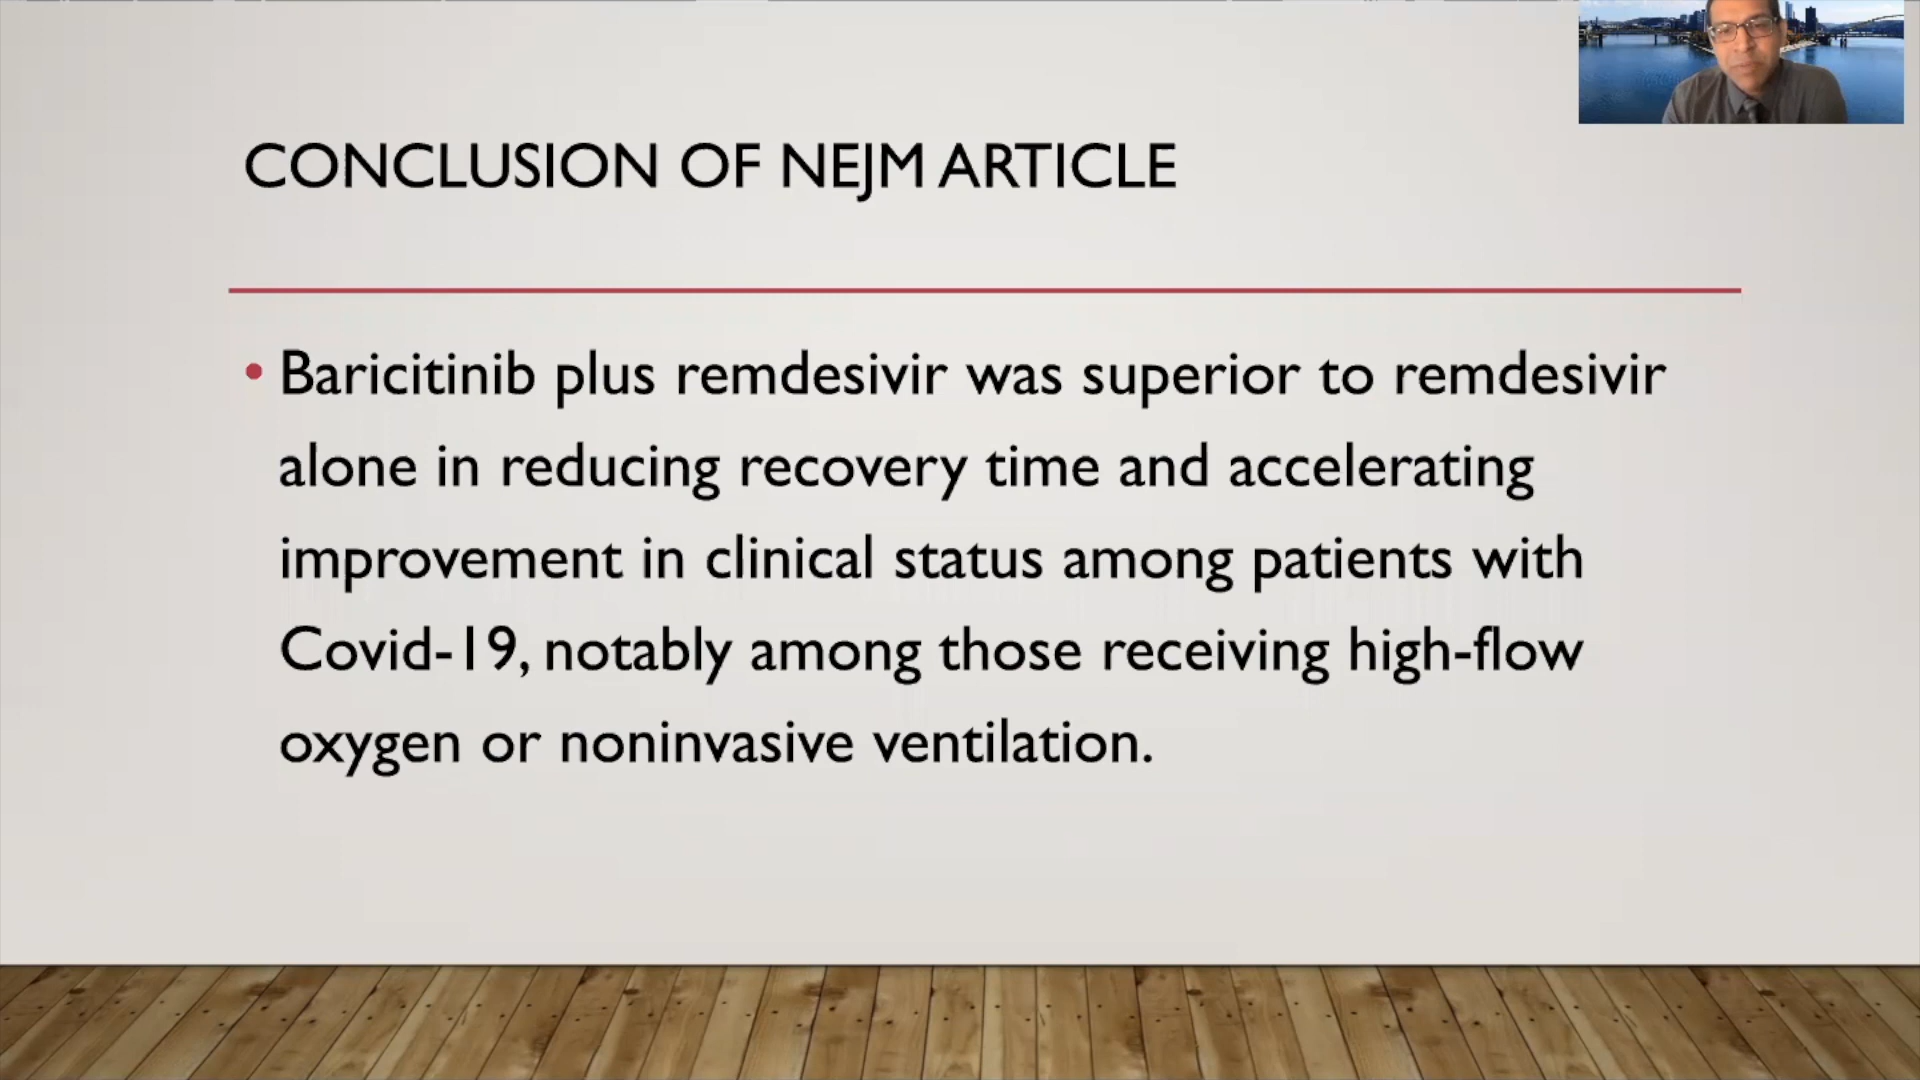 CONCLUSION OF NEJM ARTICLE
• Baricitinib plus remdesivir was superior to remdesivir
alone in reducing recovery time and accelerating
improvement in clinical status among patients with
Covid-19, notably among those receiving high-flow
oxygen or noninvasive ventilation.